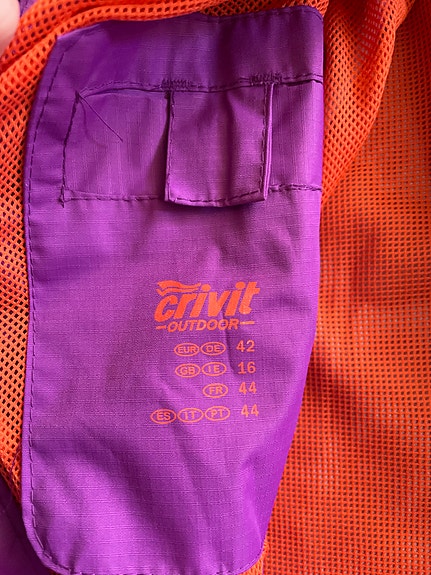 crivit
OUTDOOR
EUR DE 42
GB IE 16
FR 44
ES IT PT 44